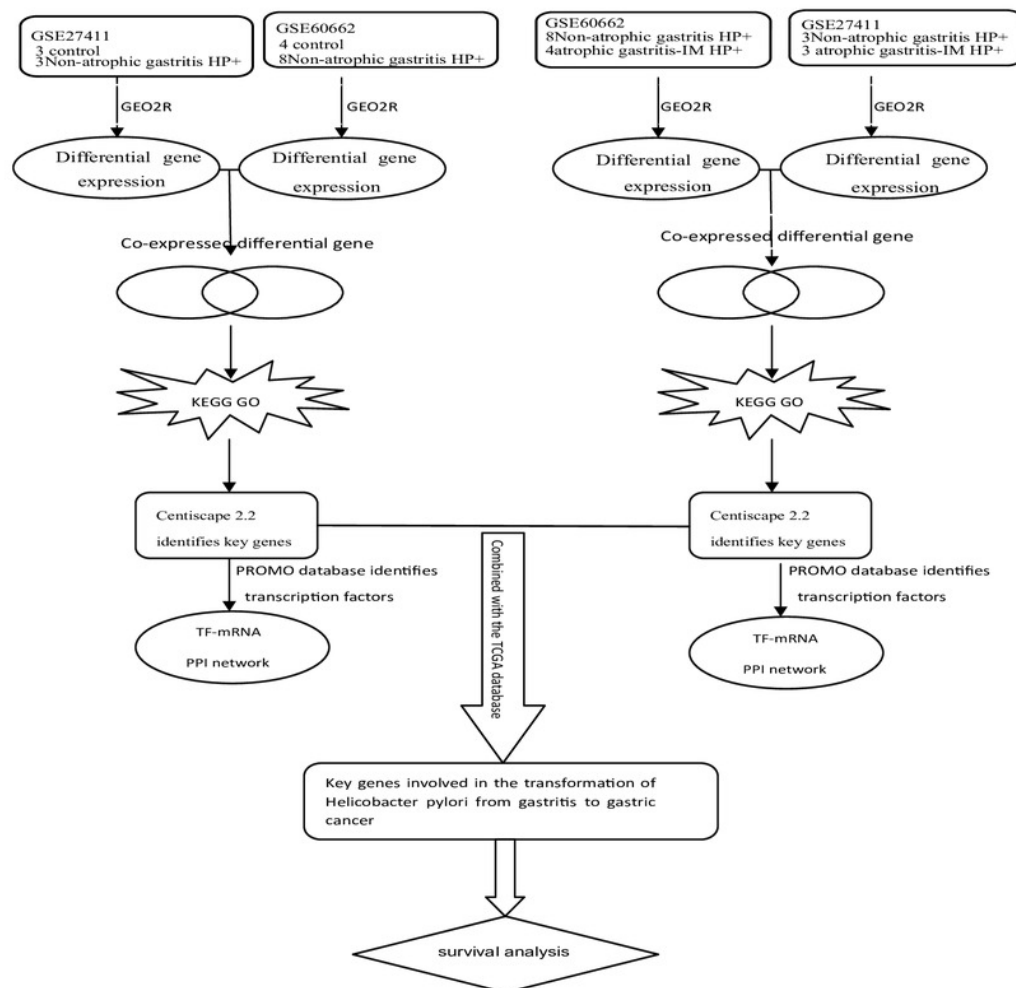 GSE27411
3 control
3Non-atrophic gastritis HP+
GSE60662
4 control
8Non-atrophic gastritis HP+
GSE60662
8Non-atrophic gastritis HP+
4atrophic gastritis-IM HP+
GSE27411
3Non-atrophic gastritis HP+
3 atrophic gastritis-IM HP+
GEO2R
GEO2R
GEO2R
GEO2R
Differential gene
expression
Differential gene
expression
Differential gene
expression
Differential gene
expression
Co-expressed differential gene
Co-expressed differential gene
KEGG GO
KEGG GO
Centiscape 2.2
identifies key genes
Centiscape 2.2
identifies key genes
PROMO database identifies
transcription factors
PROMO database identifies
transcription factors
TF-mRNA
PPI network
TF-mRNA
PPI network
Combined with the TCGA database
Key genes involved in the transformation of
Helicobacter pylori from gastritis to gastric
cancer
survival analysis